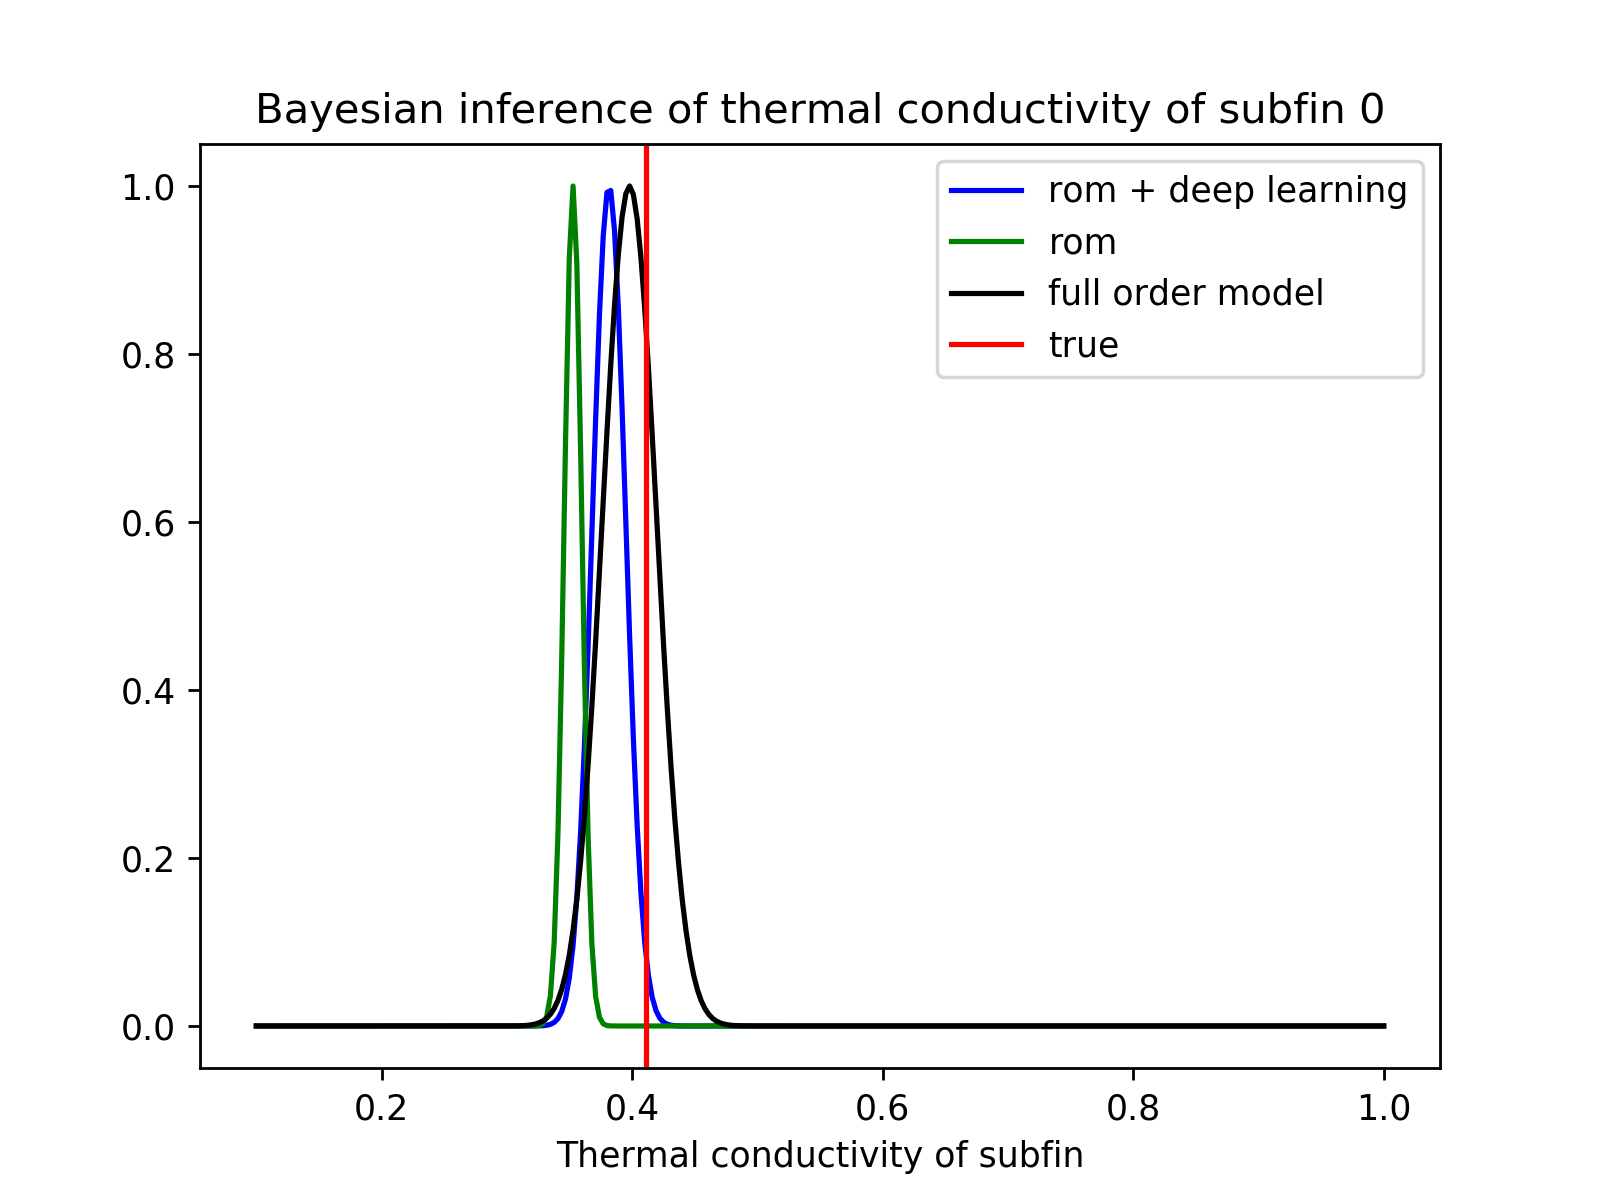 Bayesian inference of thermal conductivity of subfin 0
rom + deep learning
rom
full order model
true
1.0
0.8
0.6
0.4
0.2
0.0
0.2 0.4 0.6 0.8 1.0
Thermal conductivity of subfin